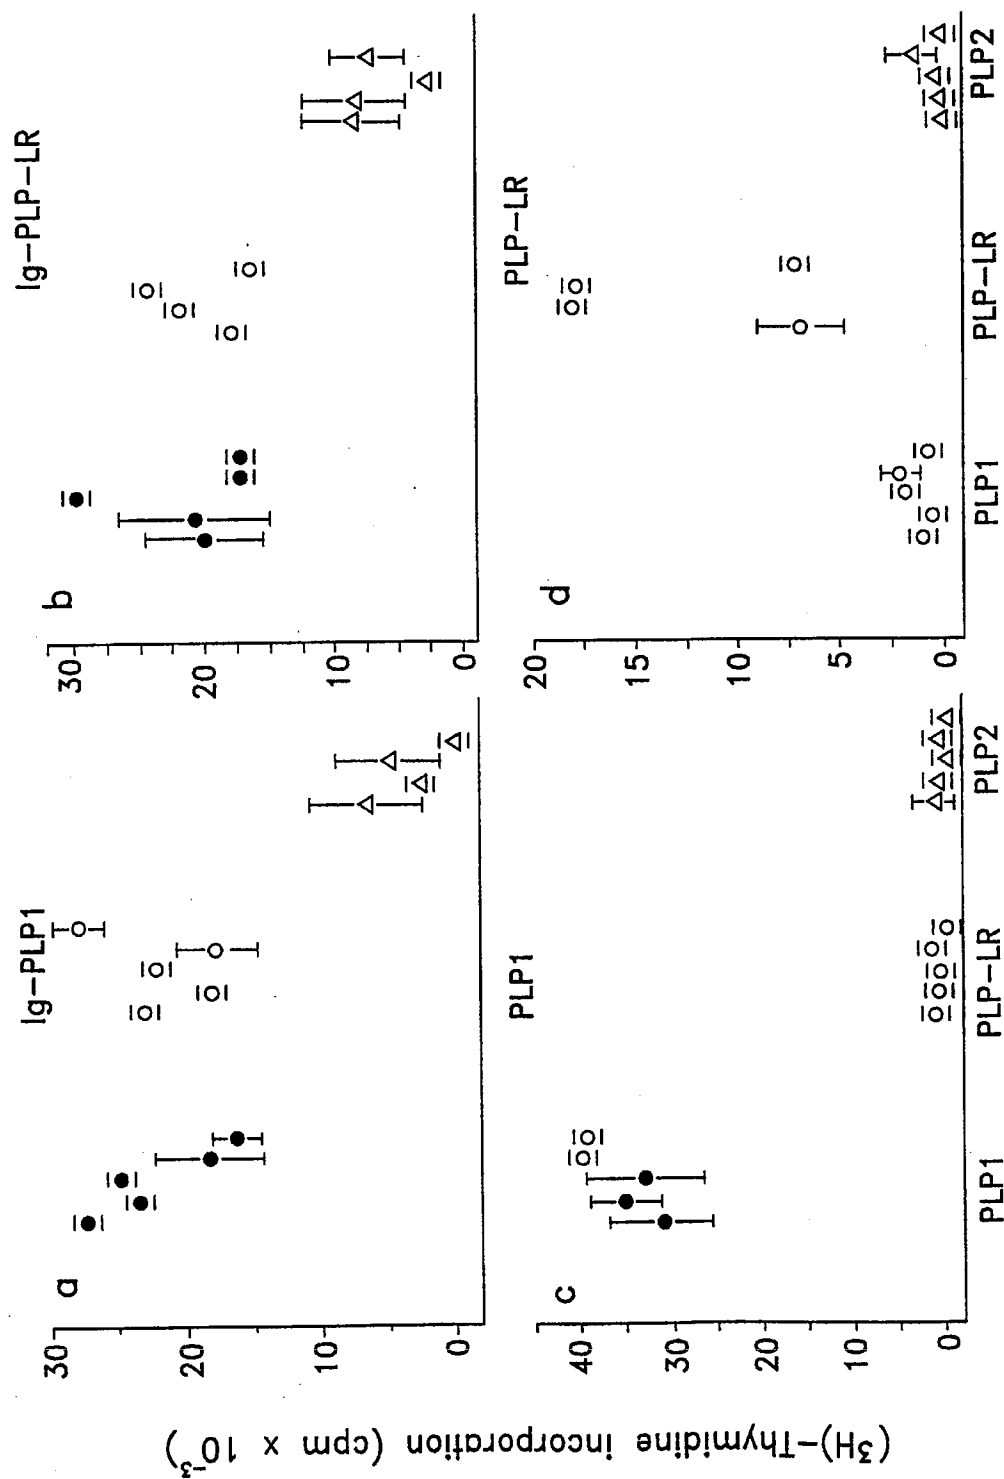 a
Ig-PLP1
30
20
10
0
b
Ig-PLP-LR
30
20
10
0
c
PLP1
40
30
20
10
0
PLP1
PLP-LR
PLP2
d
PLP-LR
20
15
10
5
0
PLP1
PLP-LR
PLP2
(³H)-Thymidine incorporation (cpm x 10⁻³)